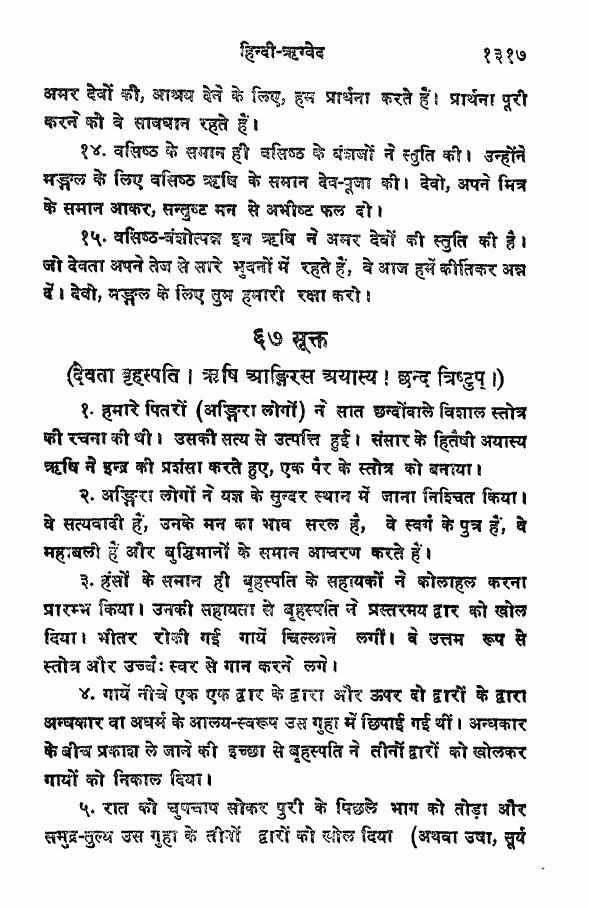 हिन्दी-ऋग्वेद १३१७
अमर देवों की, आश्रय देने के लिए, हम प्रार्थना करते हैं। प्रार्थना पूरी
करने को वे सावधान रहते हैं।
१४. वसिष्ठ के समान ही वसिष्ठ के वंशजों ने स्तुति की। उन्होंने
मङ्गल के लिए वसिष्ठ ऋषि के समान देव-पूजा की। देवो, अपने मित्र
के समान आकर, सन्तुष्ट मन से अभीष्ट फल दो।
१५. वसिष्ठ-वंशोत्पन्न इन ऋषि ने अमर देवों की स्तुति की है।
जो देवता अपने तेज से सारे भुवनों में रहते हैं, वे आज हमें कीर्तिकर अन्न
दें। देवो, मङ्गल के लिए तुम हमारी रक्षा करो।
६७ सूक्त
(देवता बृहस्पति। ऋषि आङ्गिरस अयास्य। छन्द त्रिष्टुप्।)
१. हमारे पितरों (अङ्गिरा लोगों) ने सात छन्दोंवाले विशाल स्तोत्र
की रचना की थी। उसकी सत्य से उत्पत्ति हुई। संसार के हितैषी अयास्य
ऋषि ने इन्द्र की प्रशंसा करते हुए, एक पैर के स्तोत्र को बनाया।
२. अङ्गिरा लोगों ने यज्ञ के सुन्दर स्थान में जाना निश्चित किया।
वे सत्यवादी हैं, उनके मन का भाव सरल है, वे स्वर्ग के पुत्र हैं, वे
महाबली हैं और बुद्धिमानों के समान आचरण करते हैं।
३. हंसों के समान ही बृहस्पति के सहायकों ने कोलाहल करना
प्रारम्भ किया। उनकी सहायता से बृहस्पति ने प्रस्तरमय द्वार को खोल
दिया। भीतर रोकी गई गायें चिल्लाने लगीं। वे उत्तम रूप से
स्तोत्र और उच्चैः स्वर से गान करने लगे।
४. गायें नीचे एक एक द्वार के द्वारा और ऊपर दो द्वारों के द्वारा
अन्धकार वा अधर्म के आलय-स्वरूप उस गुहा में छिपाई गई थीं। अन्धकार
के बीच प्रकाश ले जाने की इच्छा से बृहस्पति ने तीनों द्वारों को खोलकर
गायों को निकाल दिया।
५. रात को चुपचाप सोकर पुरी के पिछले भाग को तोड़ा और
समुद्र-तुल्य उस गुहा के तीनों द्वारों को खोल दिया (अथवा उषा, सूर्य